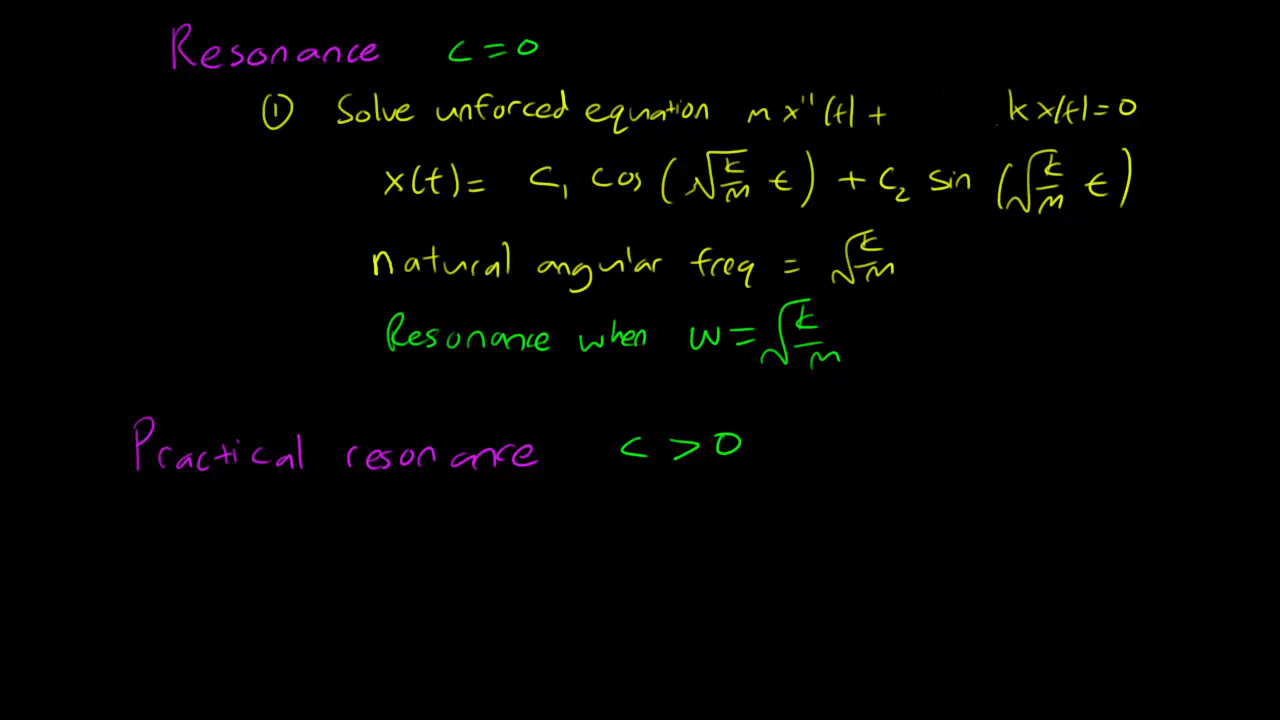 Resonance c = 0
① Solve unforced equation m x''(t) + k x(t) = 0
x(t) = c₁ cos (√(k/m) t) + c₂ sin (√(k/m) t)
natural angular freq = √(k/m)
Resonance when ω = √(k/m)
Practical resonance c > 0